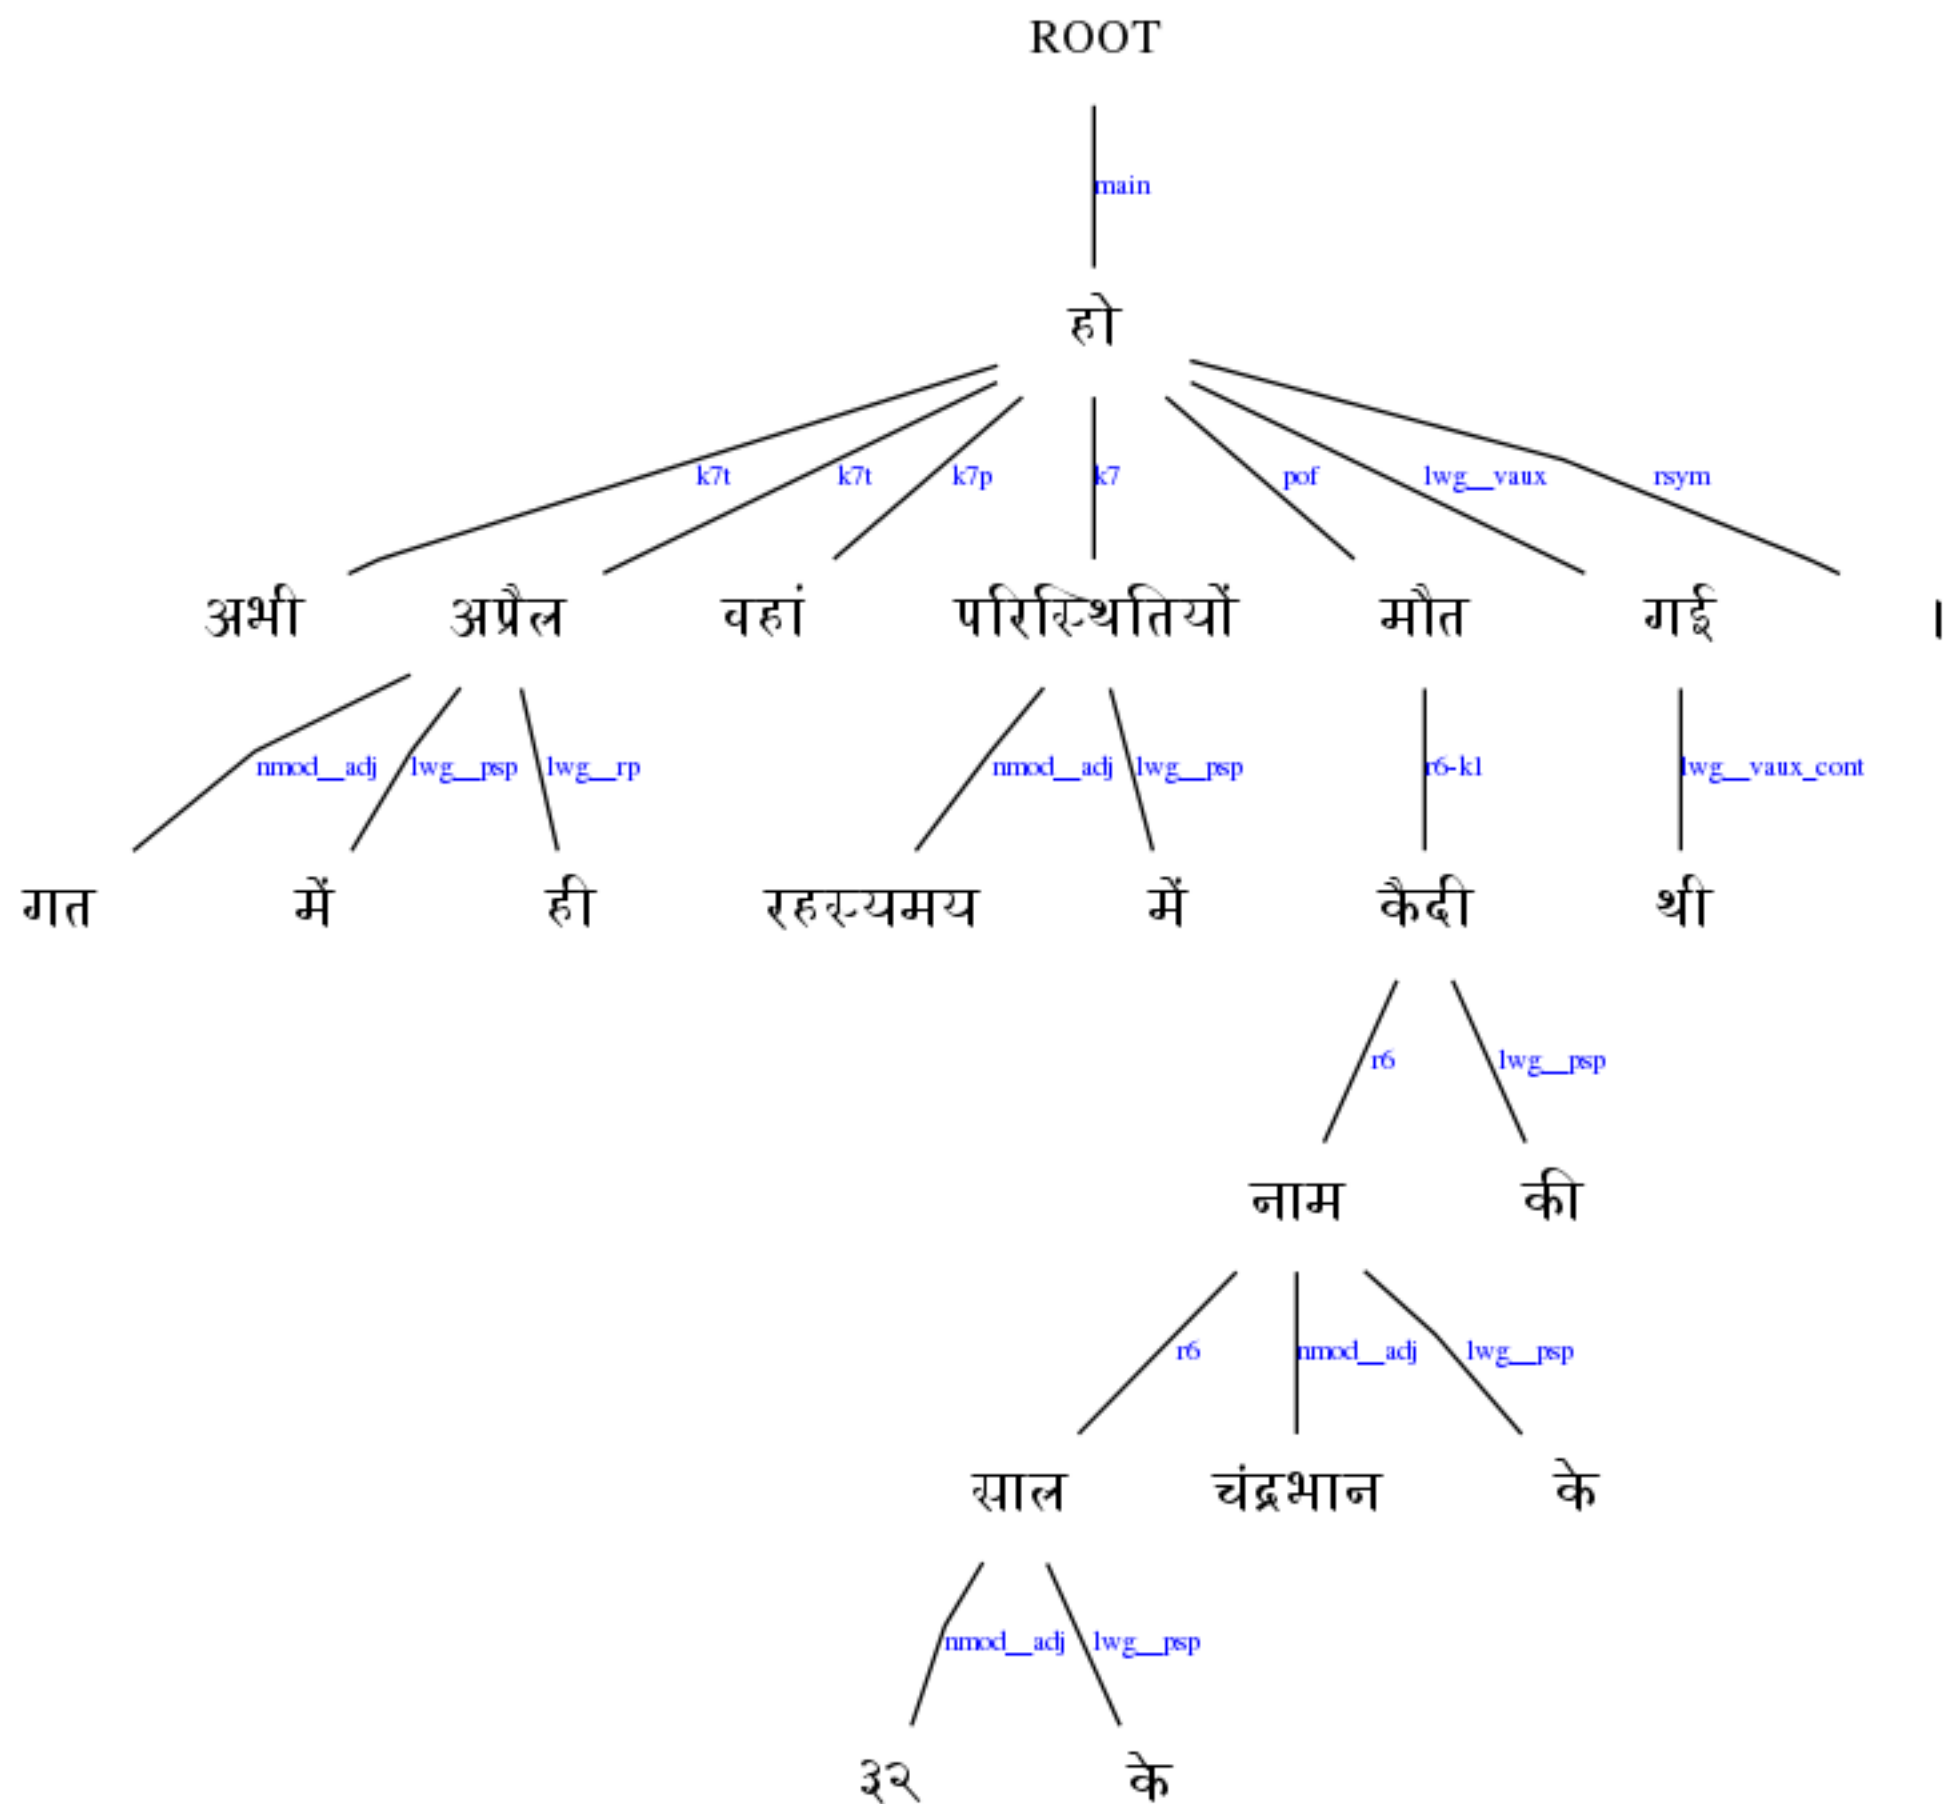 ROOT
main
हो
k7t k7t k7p k7 pof lwg__vaux rsym
अभी अप्रैल वहां परिस्थितियों मौत गई ।
nmod__adj lwg__psp lwg__rp nmod__adj lwg__psp r6-k1 lwg__vaux_cont
गत में ही रहस्यमय में कैदी थी
r6 lwg__psp
नाम की
r6 nmod__adj lwg__psp
साल चंद्रभान के
nmod__adj lwg__psp
३२ के